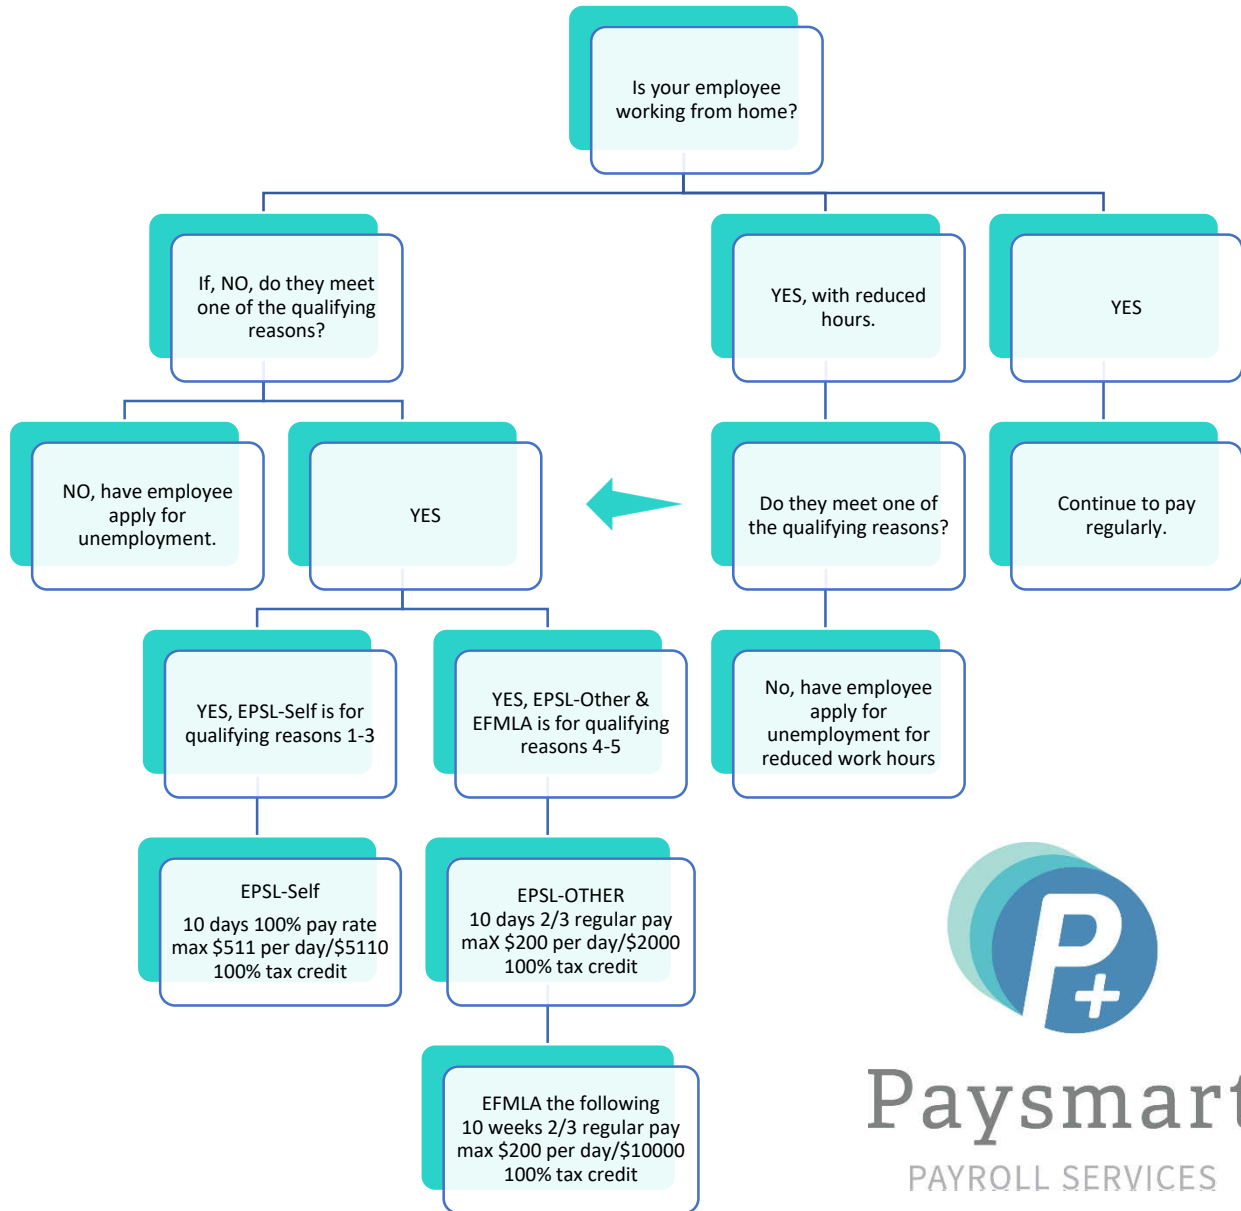 Is your employee
working from home?
If, NO, do they meet
one of the qualifying
reasons?
YES, with reduced
hours.
YES
NO, have employee
apply for
unemployment.
YES
Do they meet one of
the qualifying reasons?
Continue to pay
regularly.
YES, EPSL-Self is for
qualifying reasons 1-3
YES, EPSL-Other &
EFMLA is for qualifying
reasons 4-5
No, have employee
apply for
unemployment for
reduced work hours
EPSL-Self
10 days 100% pay rate
max $511 per day/$5110
100% tax credit
EPSL-OTHER
10 days 2/3 regular pay
maX $200 per day/$2000
100% tax credit
EFMLA the following
10 weeks 2/3 regular pay
max $200 per day/$10000
100% tax credit
P+
Paysmart
PAYROLL SERVICES